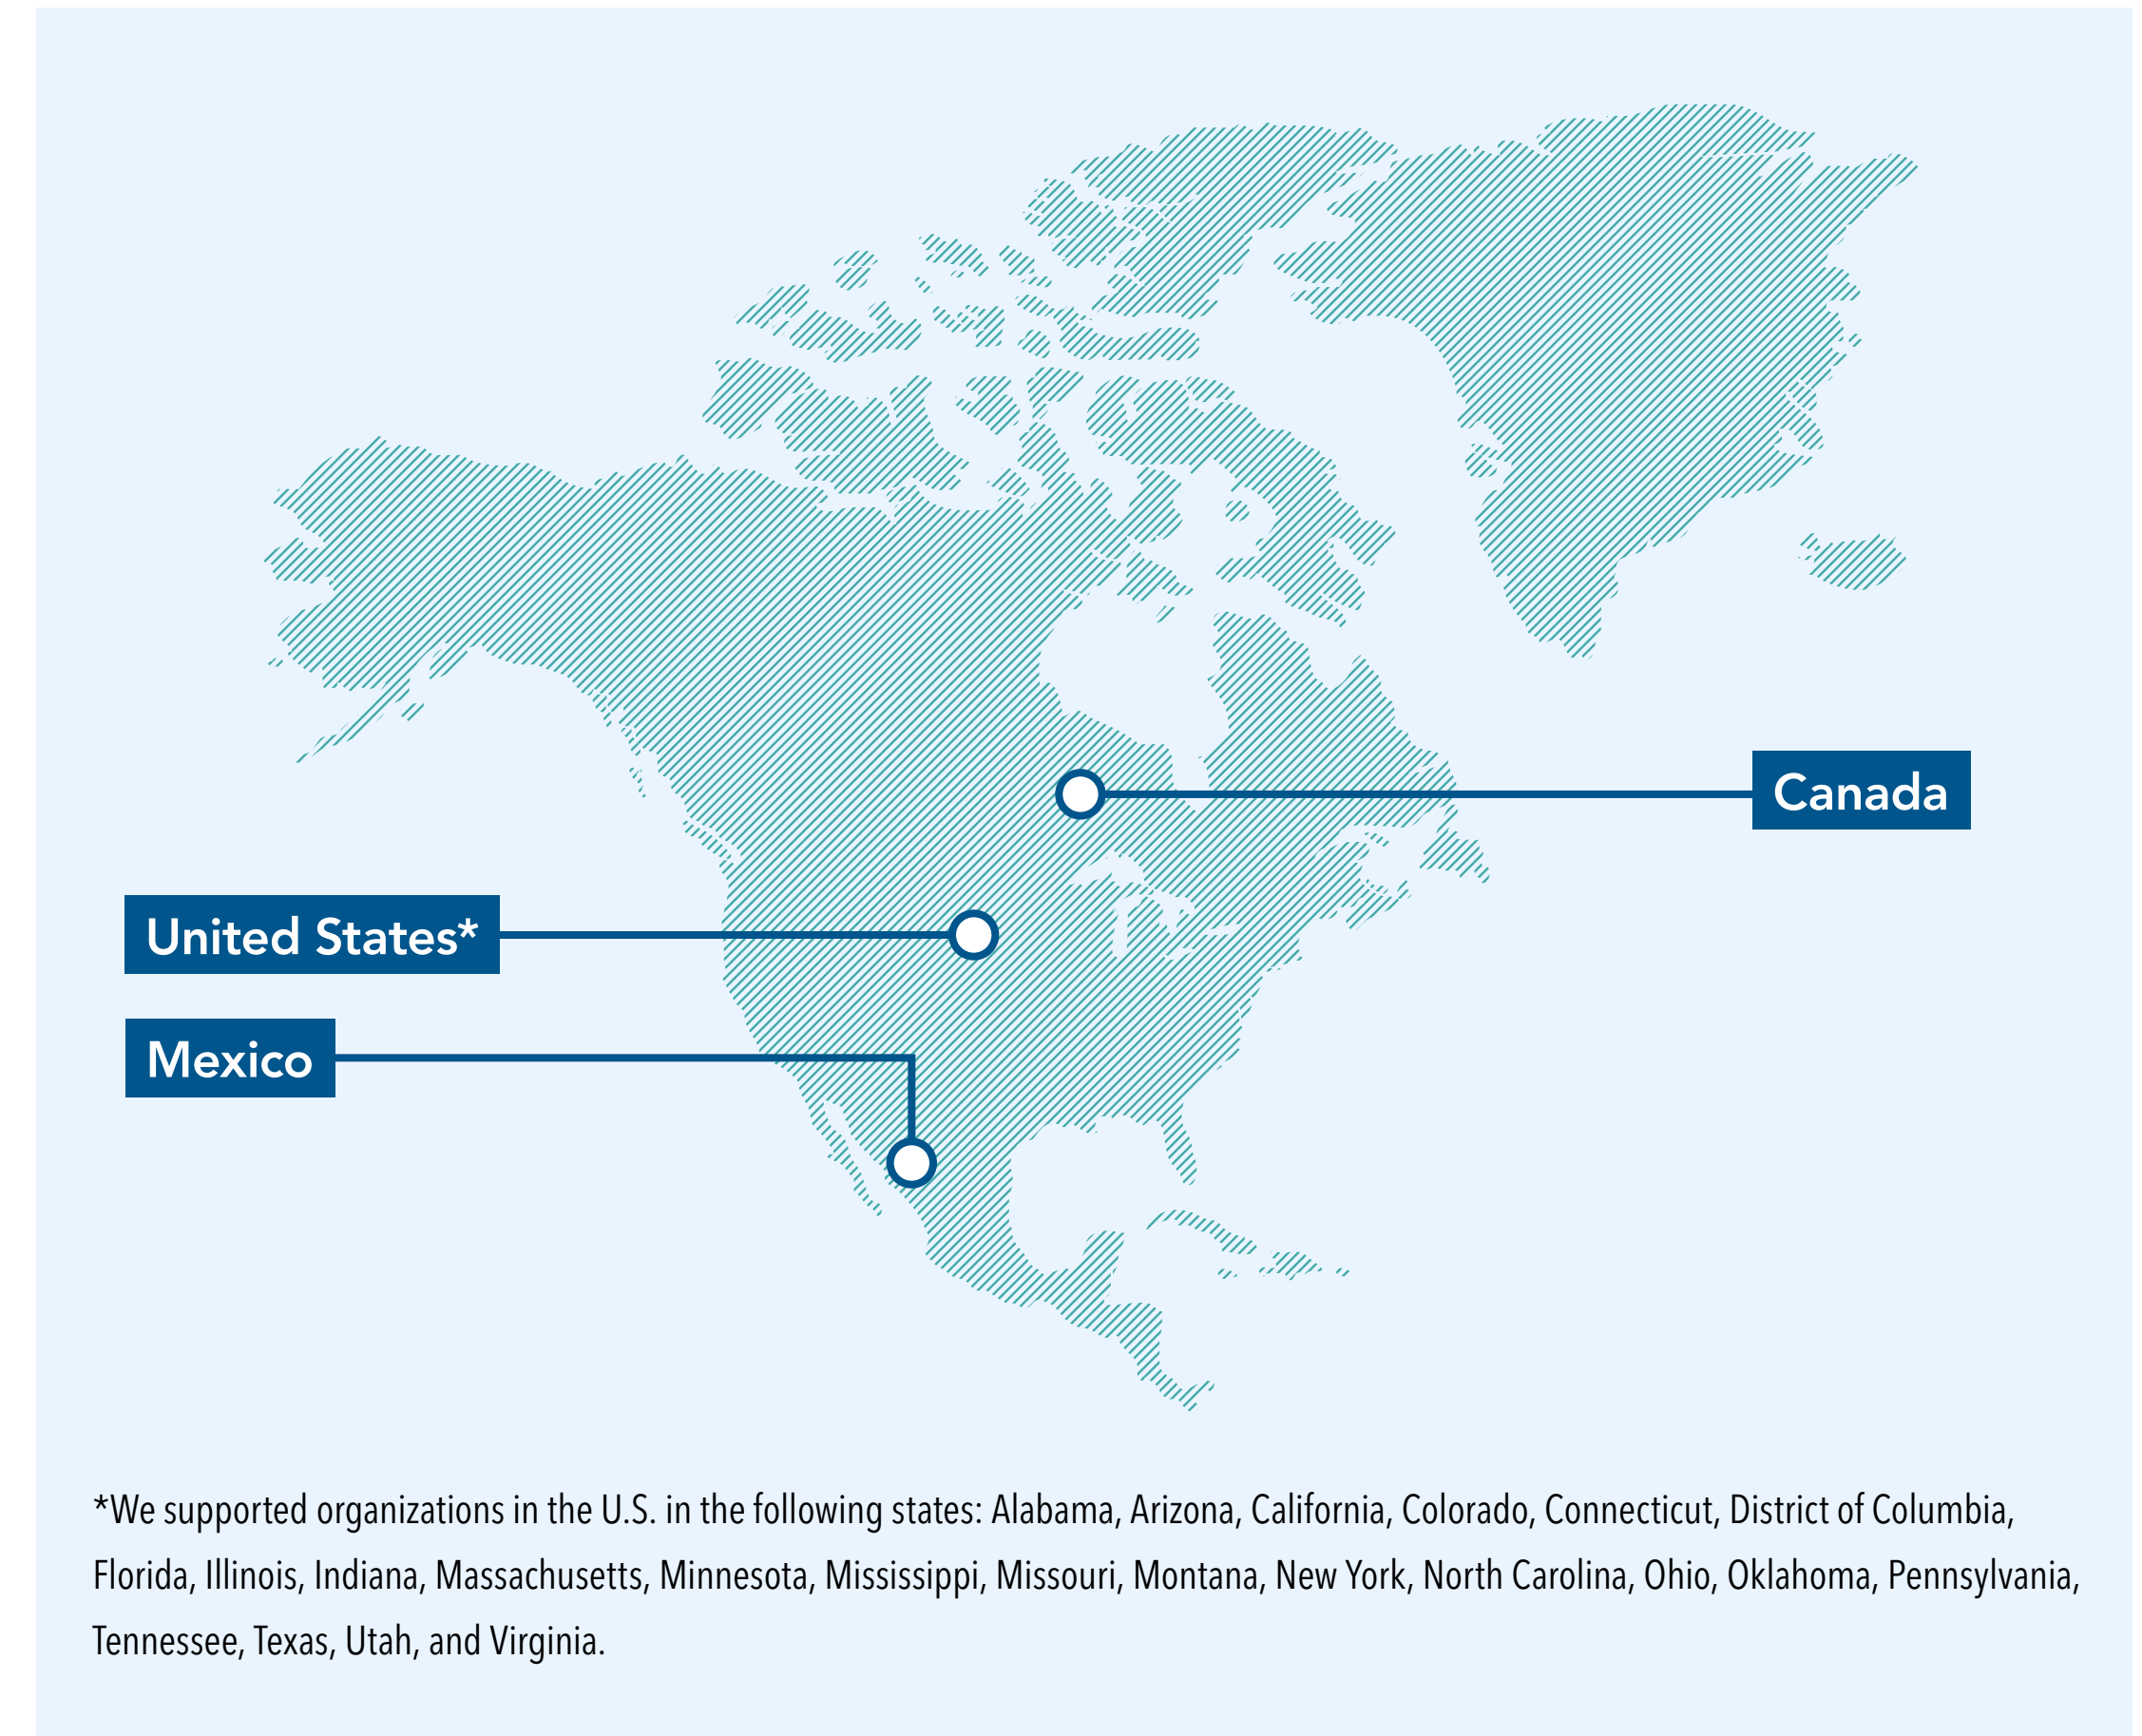 Canada
United States*
Mexico
*We supported organizations in the U.S. in the following states: Alabama, Arizona, California, Colorado, Connecticut, District of Columbia,
Florida, Illinois, Indiana, Massachusetts, Minnesota, Mississippi, Missouri, Montana, New York, North Carolina, Ohio, Oklahoma, Pennsylvania,
Tennessee, Texas, Utah, and Virginia.